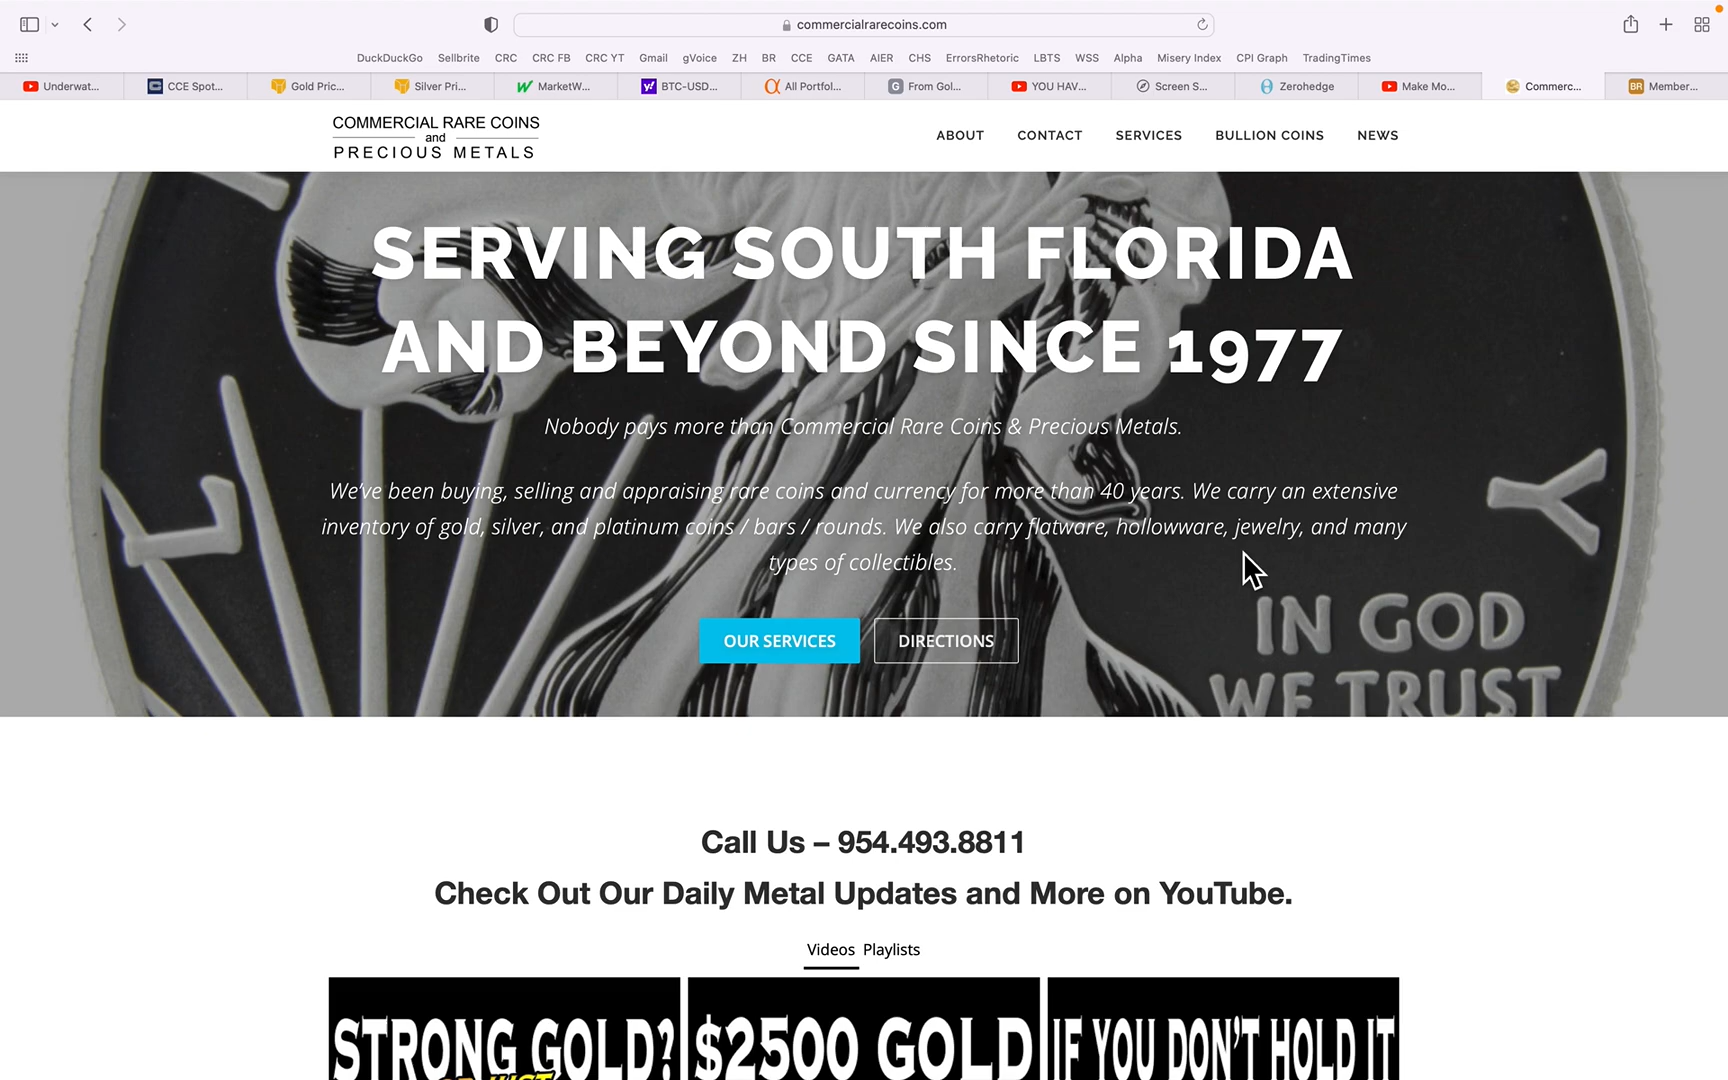 commercialrarecoins.com
DuckDuckGo Sellbrite CRC CRC FB CRC YT Gmail gVoice ZH BR CCE GATA AIER CHS ErrorsRhetoric LBTS WSS Alpha Misery Index CPI Graph TradingTimes
Underwat... CCE Spot... Gold Pric... Silver Pri... MarketW... BTC-USD... All Portfol... From Gol... YOU HAV... Screen S... Zerohedge Make Mo... Commerc... BR Member...
COMMERCIAL RARE COINS
and
PRECIOUS METALS
ABOUT CONTACT SERVICES BULLION COINS NEWS
SERVING SOUTH FLORIDA
AND BEYOND SINCE 1977
Nobody pays more than Commercial Rare Coins & Precious Metals.
We've been buying, selling and appraising rare coins and currency for more than 40 years. We carry an extensive
inventory of gold, silver, and platinum coins / bars / rounds. We also carry flatware, hollowware, jewelry, and many
types of collectibles.
OUR SERVICES DIRECTIONS
L
Y
IN GOD
WE TRUST
Call Us – 954.493.8811
Check Out Our Daily Metal Updates and More on YouTube.
Videos Playlists
STRONG GOLD? $2500 GOLD IF YOU DON'T HOLD IT